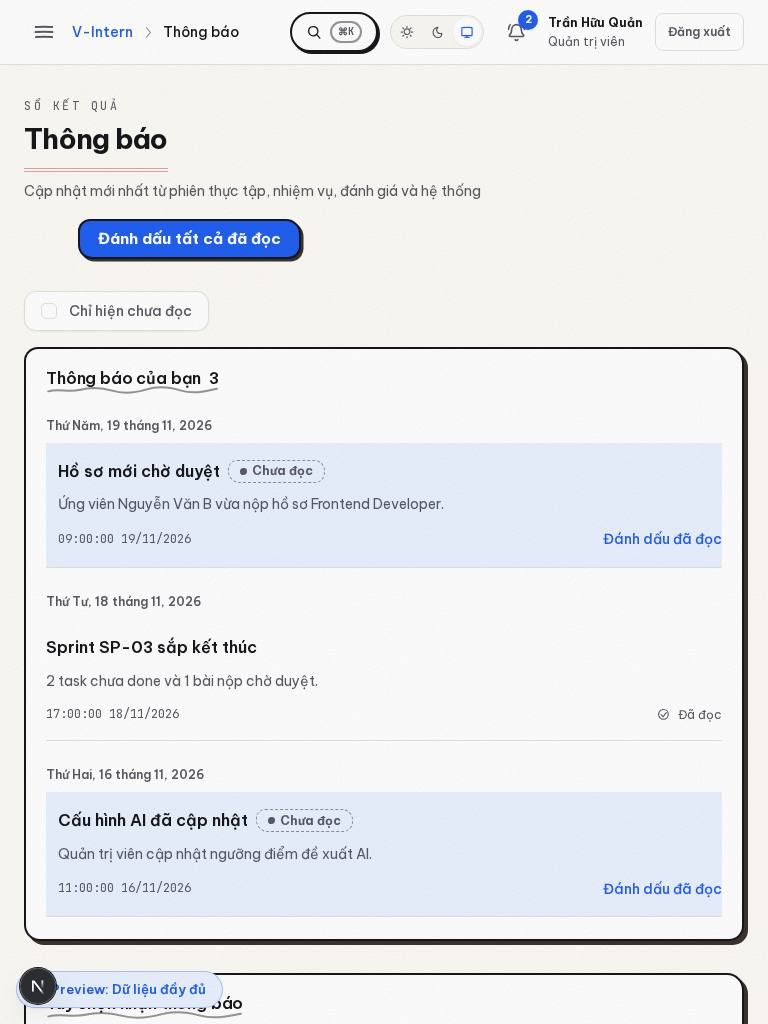 V-Intern > Thông báo
⌘K
2
Trần Hữu Quản
Quản trị viên
Đăng xuất
SỔ KẾT QUẢ
Thông báo
Cập nhật mới nhất từ phiên thực tập, nhiệm vụ, đánh giá và hệ thống
Đánh dấu tất cả đã đọc
Chỉ hiện chưa đọc
Thông báo của bạn 3
Thứ Năm, 19 tháng 11, 2026
Hồ sơ mới chờ duyệt Chưa đọc
Ứng viên Nguyễn Văn B vừa nộp hồ sơ Frontend Developer.
09:00:00 19/11/2026 Đánh dấu đã đọc
Thứ Tư, 18 tháng 11, 2026
Sprint SP-03 sắp kết thúc
2 task chưa done và 1 bài nộp chờ duyệt.
17:00:00 18/11/2026 Đã đọc
Thứ Hai, 16 tháng 11, 2026
Cấu hình AI đã cập nhật Chưa đọc
Quản trị viên cập nhật ngưỡng điểm đề xuất AI.
11:00:00 16/11/2026 Đánh dấu đã đọc
N
Preview: Dữ liệu đầy đủ
báo